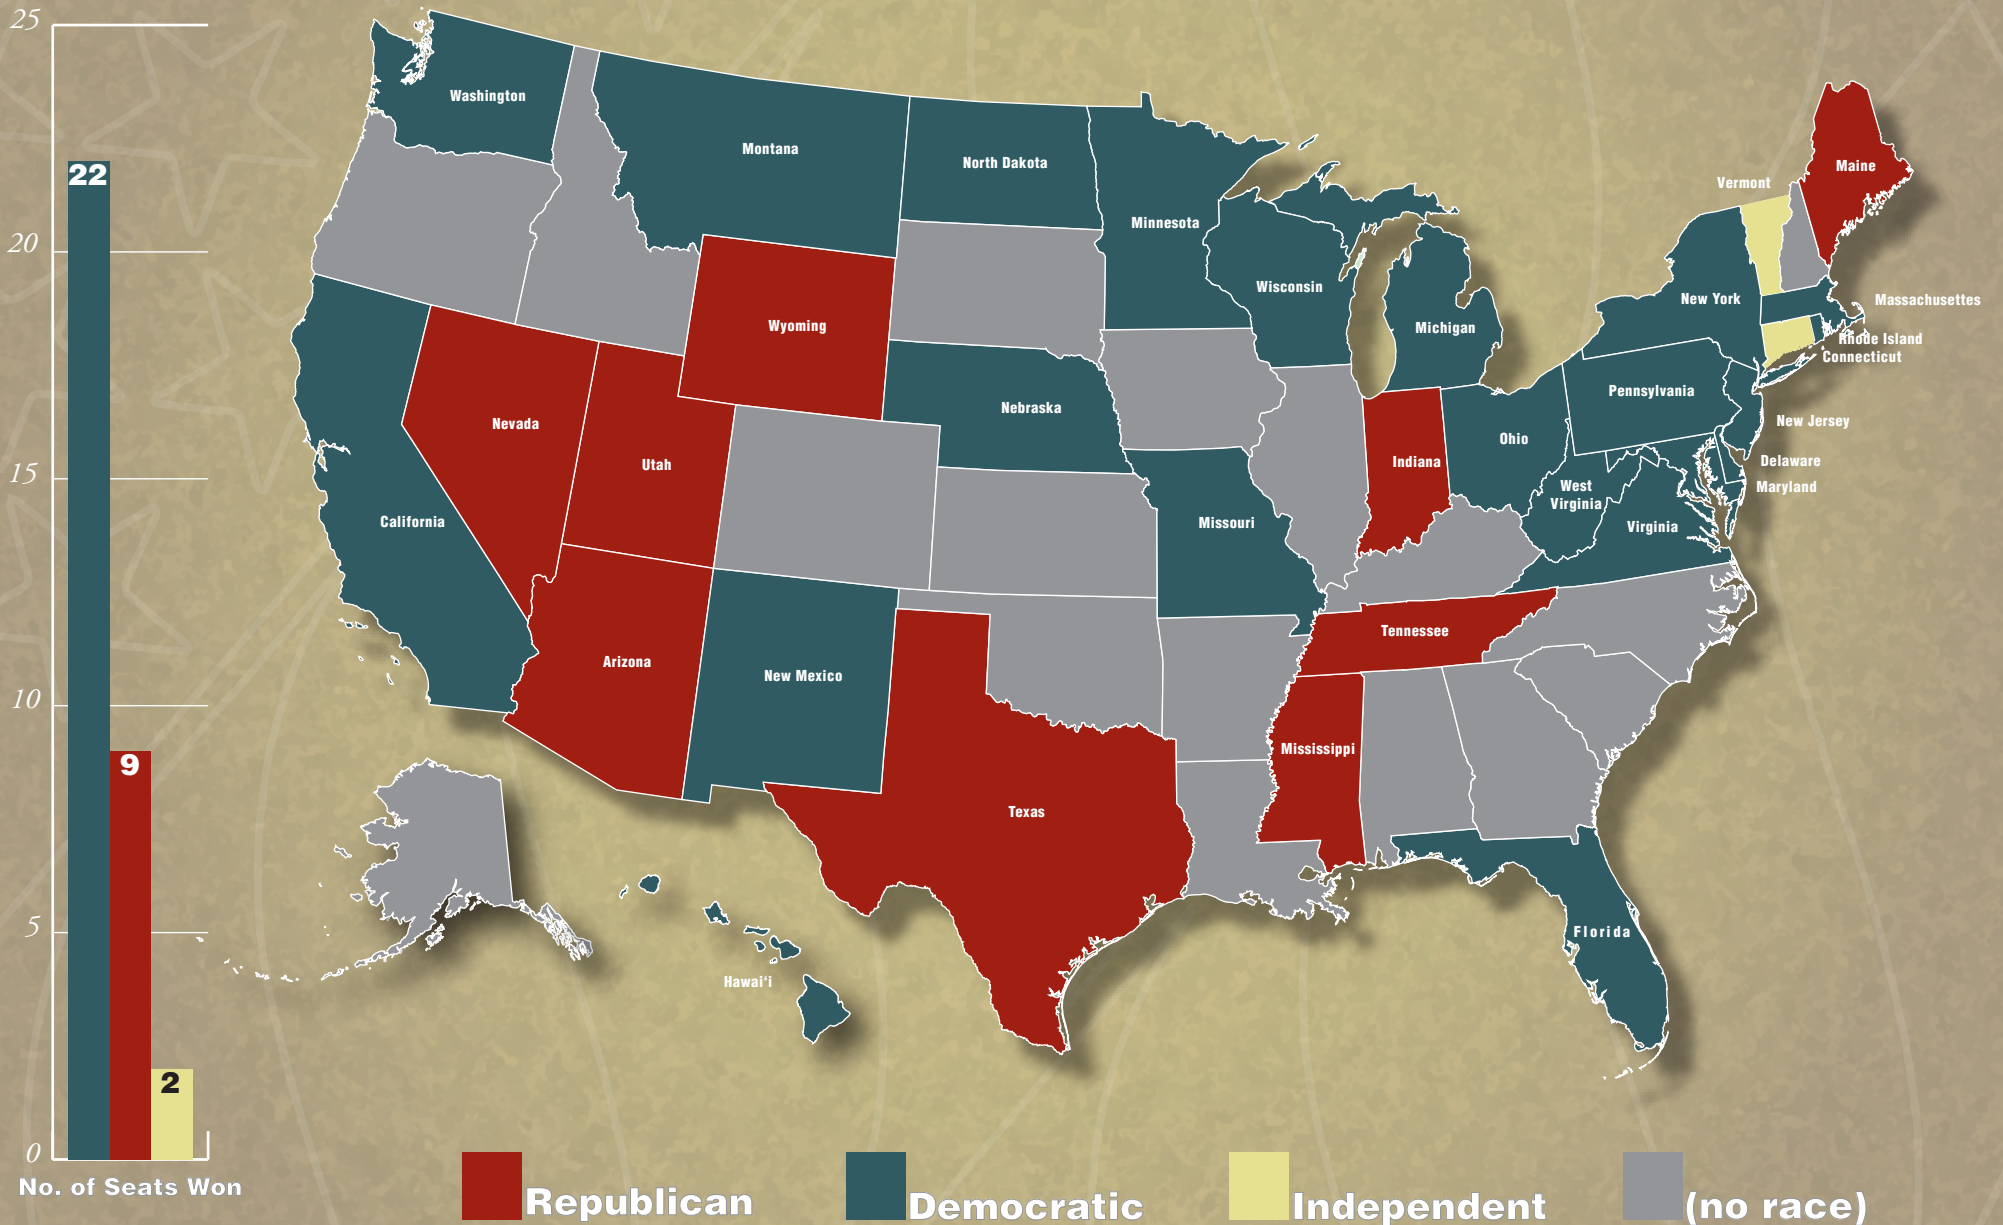 25
20
15
10
5
0
22
9
2
No. of Seats Won
Washington
Montana
North Dakota
Minnesota
Wisconsin
Michigan
Vermont
Maine
New York
Massachusettes
Rhode Island
Connecticut
Wyoming
Nebraska
Nevada
Utah
California
Missouri
Indiana
Ohio
Pennsylvania
New Jersey
Delaware
Maryland
West
Virginia
Virginia
Arizona
New Mexico
Tennessee
Mississippi
Texas
Florida
Hawai‘i
Republican
Democratic
Independent
(no race)